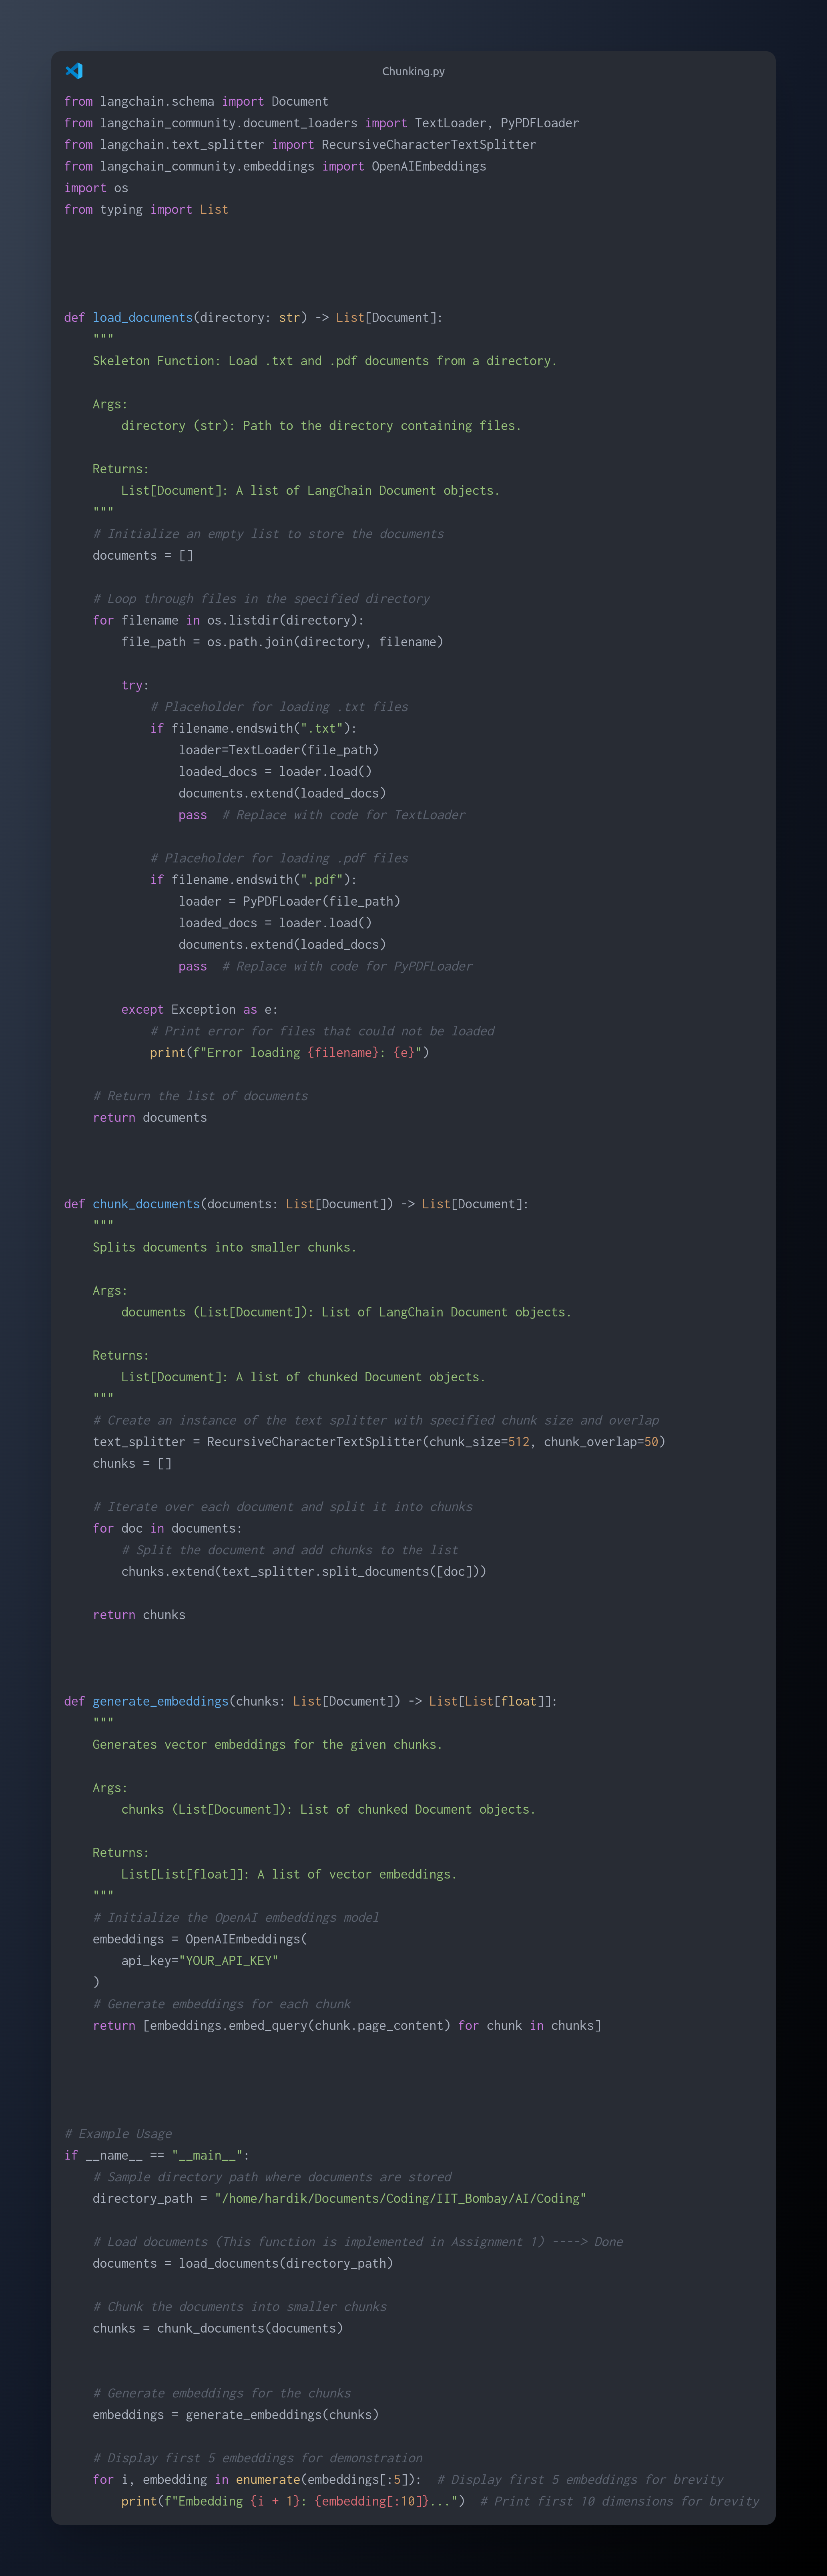 Chunking.py
from langchain.schema import Document
from langchain_community.document_loaders import TextLoader, PyPDFLoader
from langchain.text_splitter import RecursiveCharacterTextSplitter
from langchain_community.embeddings import OpenAIEmbeddings
import os
from typing import List

def load_documents(directory: str) -> List[Document]:
    """
    Skeleton Function: Load .txt and .pdf documents from a directory.

    Args:
        directory (str): Path to the directory containing files.

    Returns:
        List[Document]: A list of LangChain Document objects.
    """
    # Initialize an empty list to store the documents
    documents = []

    # Loop through files in the specified directory
    for filename in os.listdir(directory):
        file_path = os.path.join(directory, filename)

        try:
            # Placeholder for loading .txt files
            if filename.endswith(".txt"):
                loader=TextLoader(file_path)
                loaded_docs = loader.load()
                documents.extend(loaded_docs)
                pass  # Replace with code for TextLoader

            # Placeholder for loading .pdf files
            if filename.endswith(".pdf"):
                loader = PyPDFLoader(file_path)
                loaded_docs = loader.load()
                documents.extend(loaded_docs)
                pass  # Replace with code for PyPDFLoader

        except Exception as e:
            # Print error for files that could not be loaded
            print(f"Error loading {filename}: {e}")

    # Return the list of documents
    return documents

def chunk_documents(documents: List[Document]) -> List[Document]:
    """
    Splits documents into smaller chunks.

    Args:
        documents (List[Document]): List of LangChain Document objects.

    Returns:
        List[Document]: A list of chunked Document objects.
    """
    # Create an instance of the text splitter with specified chunk size and overlap
    text_splitter = RecursiveCharacterTextSplitter(chunk_size=512, chunk_overlap=50)
    chunks = []

    # Iterate over each document and split it into chunks
    for doc in documents:
        # Split the document and add chunks to the list
        chunks.extend(text_splitter.split_documents([doc]))

    return chunks

def generate_embeddings(chunks: List[Document]) -> List[List[float]]:
    """
    Generates vector embeddings for the given chunks.

    Args:
        chunks (List[Document]): List of chunked Document objects.

    Returns:
        List[List[float]]: A list of vector embeddings.
    """
    # Initialize the OpenAI embeddings model
    embeddings = OpenAIEmbeddings(
        api_key="YOUR_API_KEY"
    )
    # Generate embeddings for each chunk
    return [embeddings.embed_query(chunk.page_content) for chunk in chunks]

# Example Usage
if __name__ == "__main__":
    # Sample directory path where documents are stored
    directory_path = "/home/hardik/Documents/Coding/IIT_Bombay/AI/Coding"

    # Load documents (This function is implemented in Assignment 1) ----> Done
    documents = load_documents(directory_path)

    # Chunk the documents into smaller chunks
    chunks = chunk_documents(documents)

    # Generate embeddings for the chunks
    embeddings = generate_embeddings(chunks)

    # Display first 5 embeddings for demonstration
    for i, embedding in enumerate(embeddings[:5]):  # Display first 5 embeddings for brevity
        print(f"Embedding {i + 1}: {embedding[:10]}...")  # Print first 10 dimensions for brevity